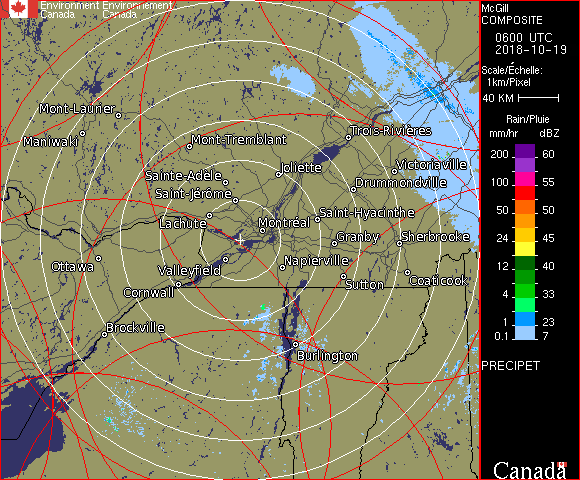 Environment Environnement
Canada Canada
McGill
COMPOSITE
0600 UTC
2018-10-19
Scale/Échelle:
1km/Pixel
40 KM
Rain/Pluie
mm/hr dBZ
200 60
150 57
100 55
50 50
24 45
12 40
4 33
1 23
0.1 7
PRECIPET
Canada
Mont-Laurier
Maniwaki
Mont-Tremblant
Trois-Rivières
Sainte-Adèle
Joliette
Victoriaville
Saint-Jérôme
Drummondville
Lachute
Montréal
Saint-Hyacinthe
Granby
Sherbrooke
Ottawa
Valleyfield
Napierville
Cornwall
Sutton
Coaticook
Brockville
Burlington